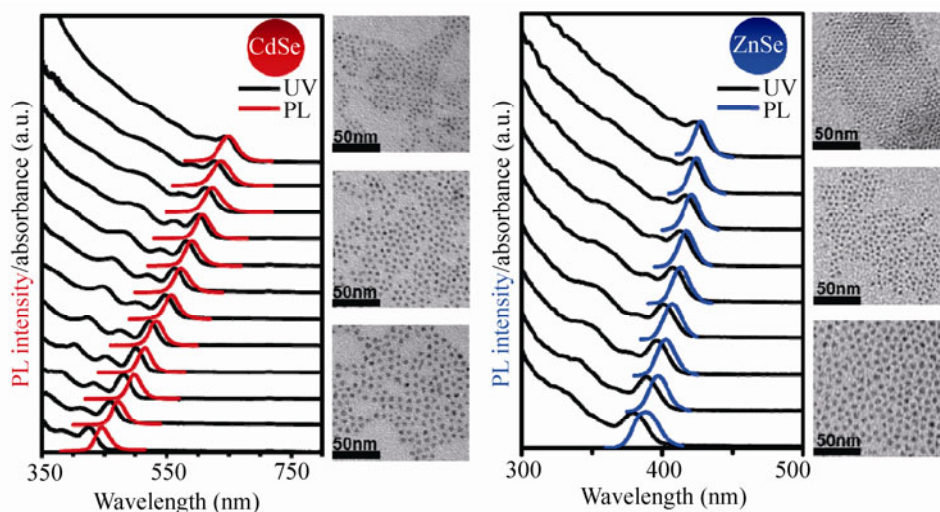 CdSe
UV
PL
PL intensity/absorbance (a.u.)
350 550 750
Wavelength (nm)
50nm
50nm
50nm
ZnSe
UV
PL
PL intensity/absorbance (a.u.)
300 400 500
Wavelength (nm)
50nm
50nm
50nm